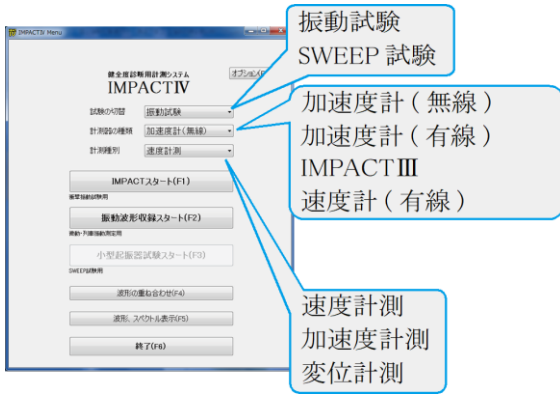 IMPACTⅣ Menu
健全度診断用計測システム
IMPACTⅣ
オプション(
試験の切替 振動試験
計測器の種類 加速度計(無線)
計測種別 速度計測
IMPACTスタート(F1)
衝撃振動試験用
振動波形収録スタート(F2)
微動・列車振動測定用
小型起振器試験スタート(F3)
SWEEP試験用
波形の重ね合わせ(F4)
波形、スペクトル表示(F5)
終了(F6)
振動試験
SWEEP 試験
加速度計 ( 無線 )
加速度計 ( 有線 )
IMPACTⅢ
速度計 ( 有線 )
速度計測
加速度計測
変位計測